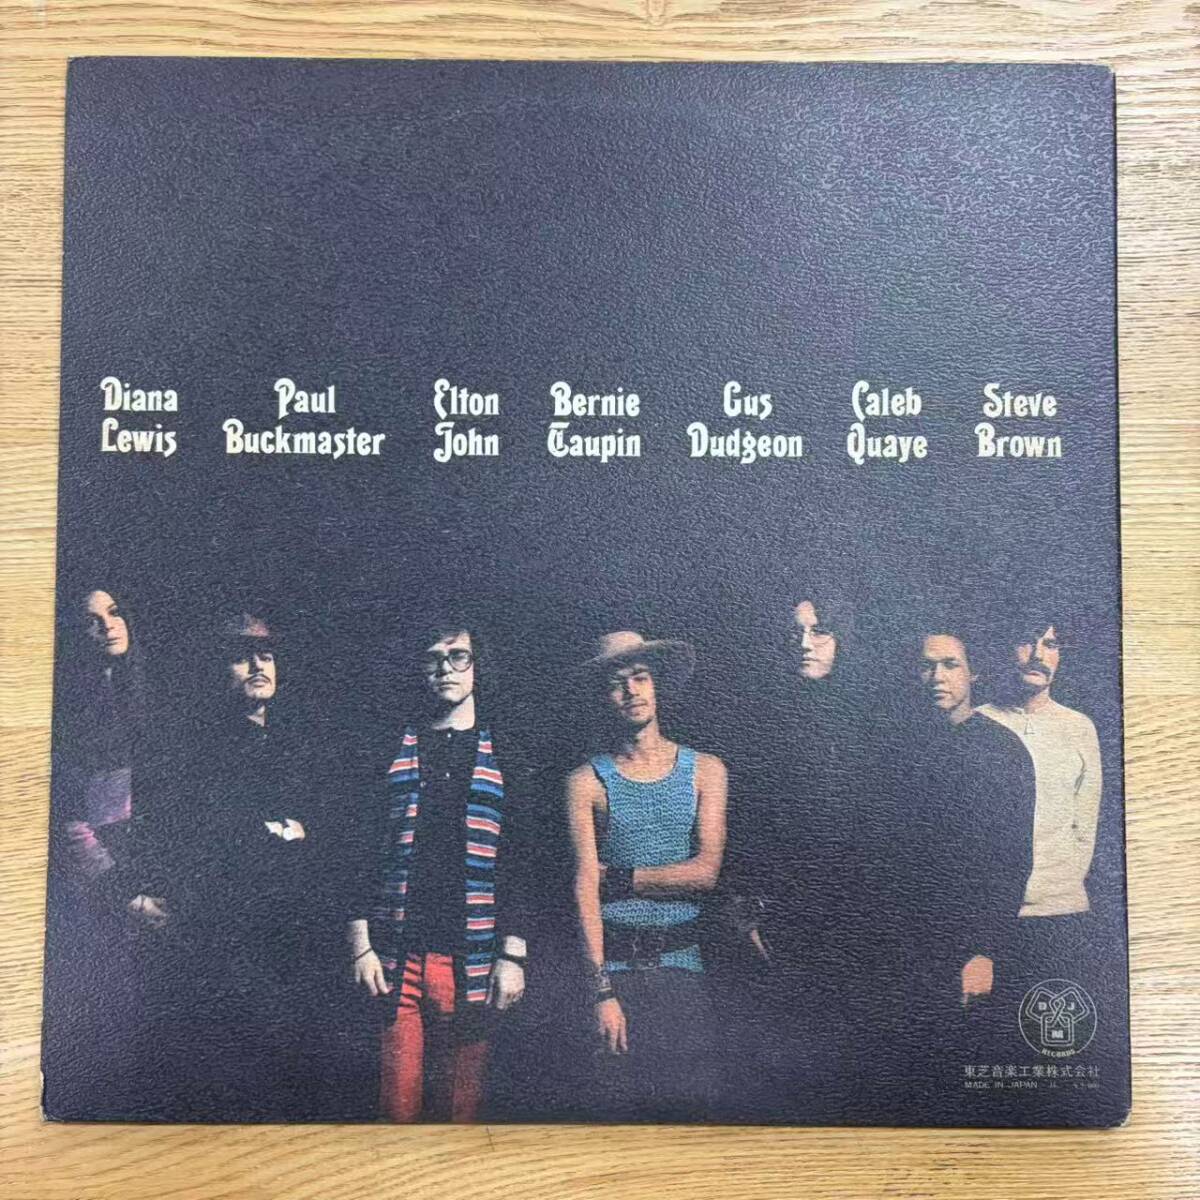 Diana Lewis
Paul Buckmaster
Elton John
Bernie Taupin
Gus Dudgeon
Caleb Quaye
Steve Brown
DJM
RECORDS
東芝音楽工業株式会社
MADE IN JAPAN